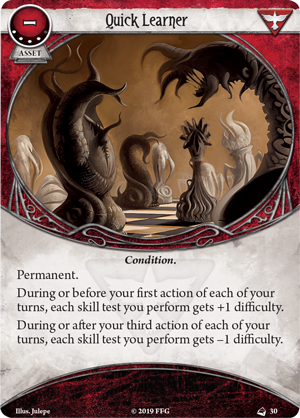 Quick Learner
–
ASSET
Condition.
Permanent.
During or before your first action of each of your
turns, each skill test you perform gets +1 difficulty.
During or after your third action of each of your
turns, each skill test you perform gets –1 difficulty.
Illus. Julepe
© 2019 FFG
30